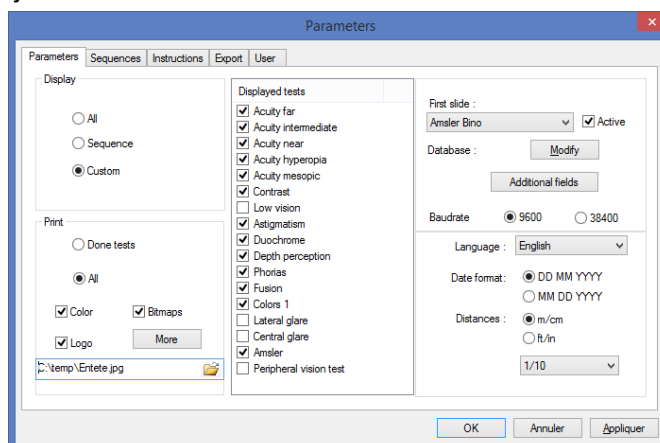 Parameters
Parameters Sequences Instructions Export User
Display
All
Sequence
Custom
Print
Done tests
All
Color Bitmaps
Logo More
C:\temp\Entete.jpg
Displayed tests
Acuity far
Acuity intermediate
Acuity near
Acuity hyperopia
Acuity mesopic
Contrast
Low vision
Astigmatism
Duochrome
Depth perception
Phorias
Fusion
Colors 1
Lateral glare
Central glare
Amsler
Peripheral vision test
First slide :
Amsler Bino Active
Database : Modify
Additional fields
Baudrate 9600 38400
Language : English
Date format: DD MM YYYY
MM DD YYYY
Distances : m/cm
ft/in
1/10
OK Annuler Appliquer